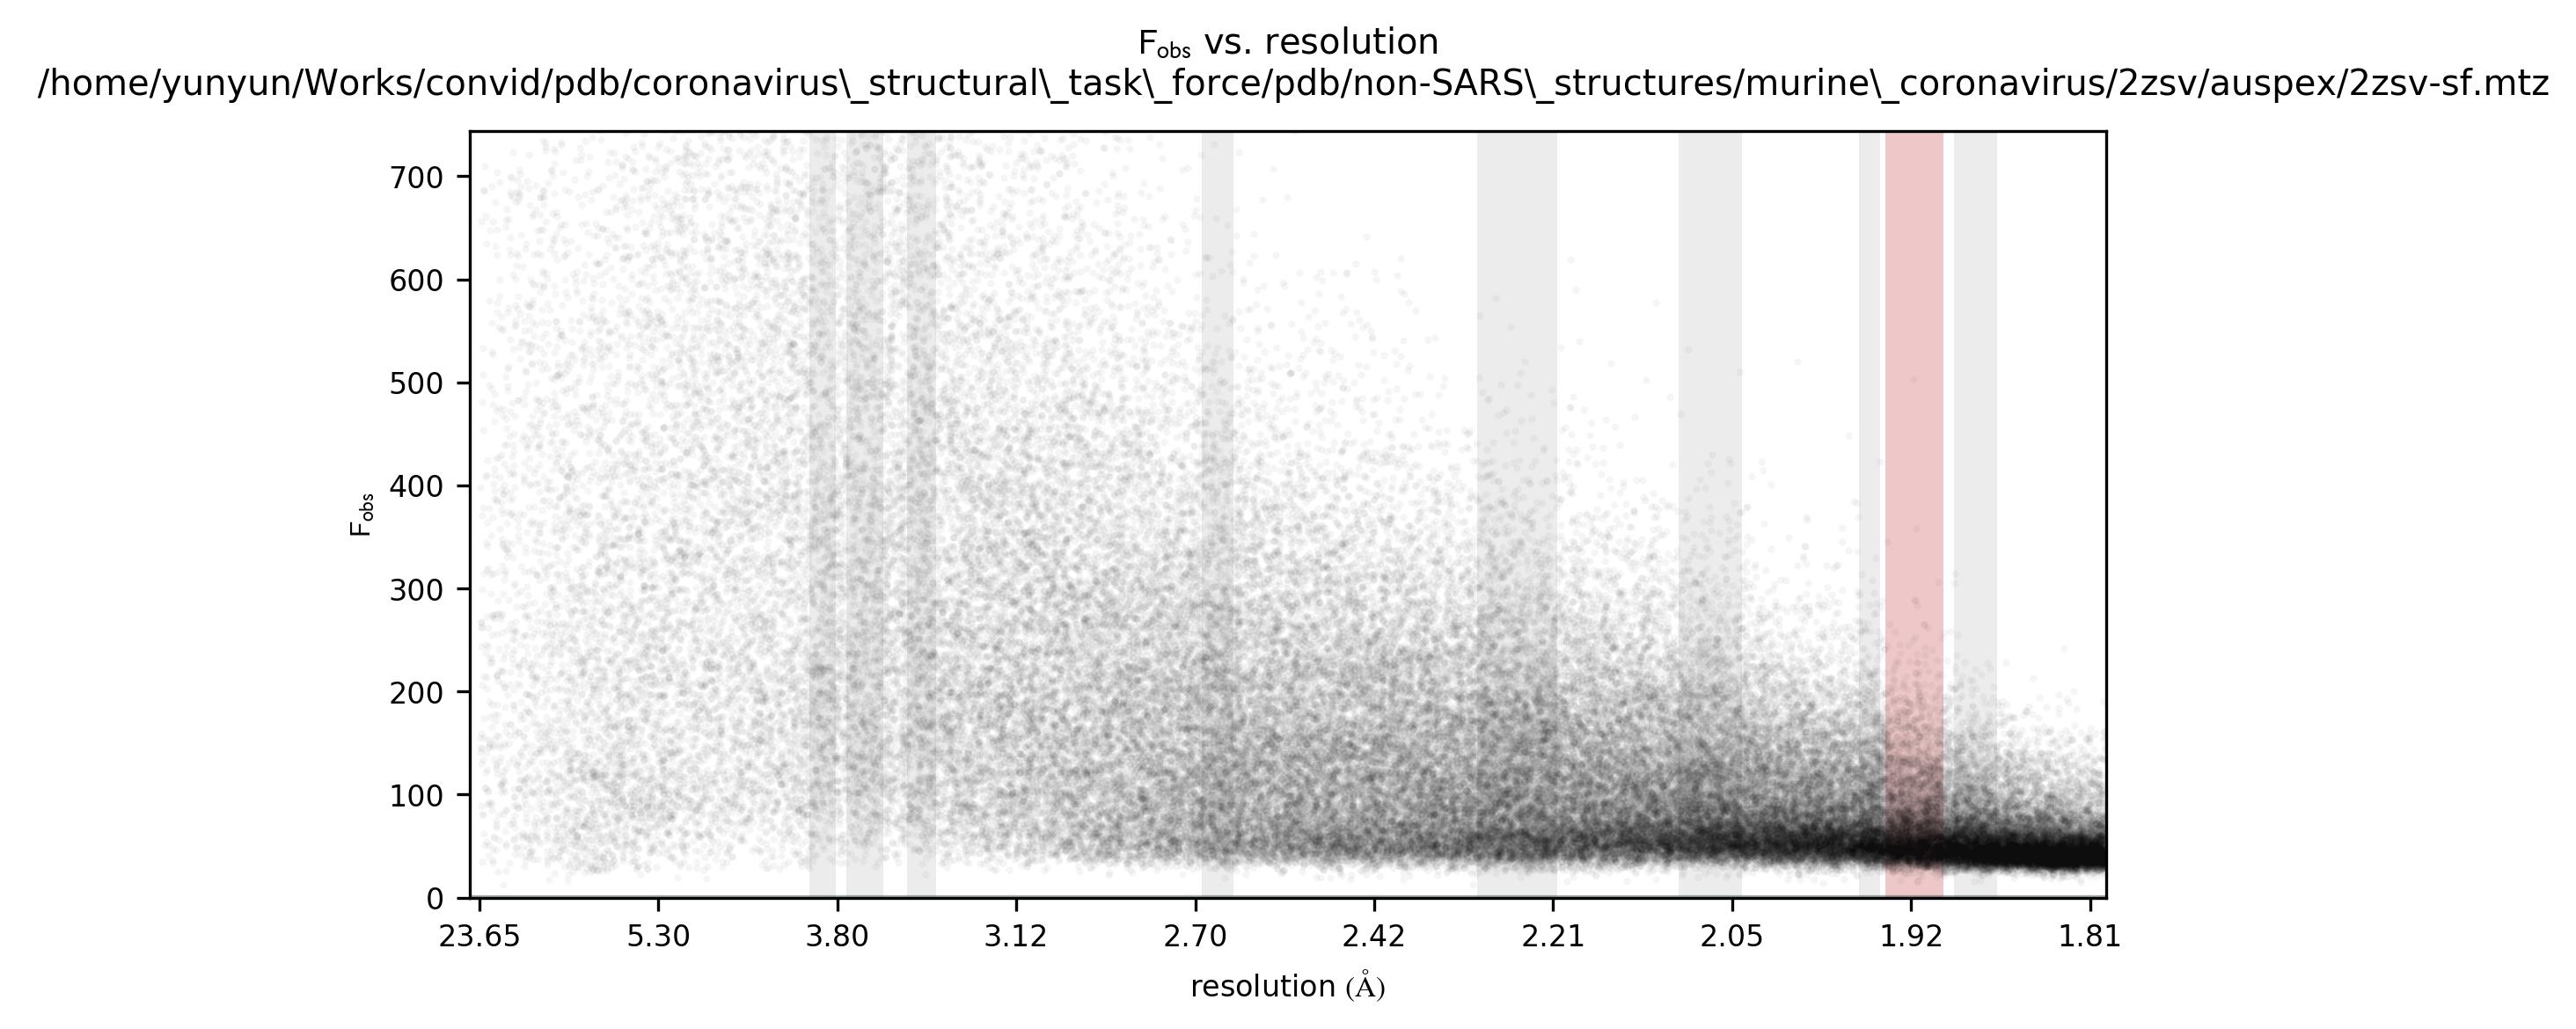 Fobs vs. resolution
/home/yunyun/Works/convid/pdb/coronavirus\_structural\_task\_force/pdb/non-SARS\_structures/murine\_coronavirus/2zsv/auspex/2zsv-sf.mtz
700
600
500
400
300
200
100
0
Fobs
23.65 5.30 3.80 3.12 2.70 2.42 2.21 2.05 1.92 1.81
resolution (Å)